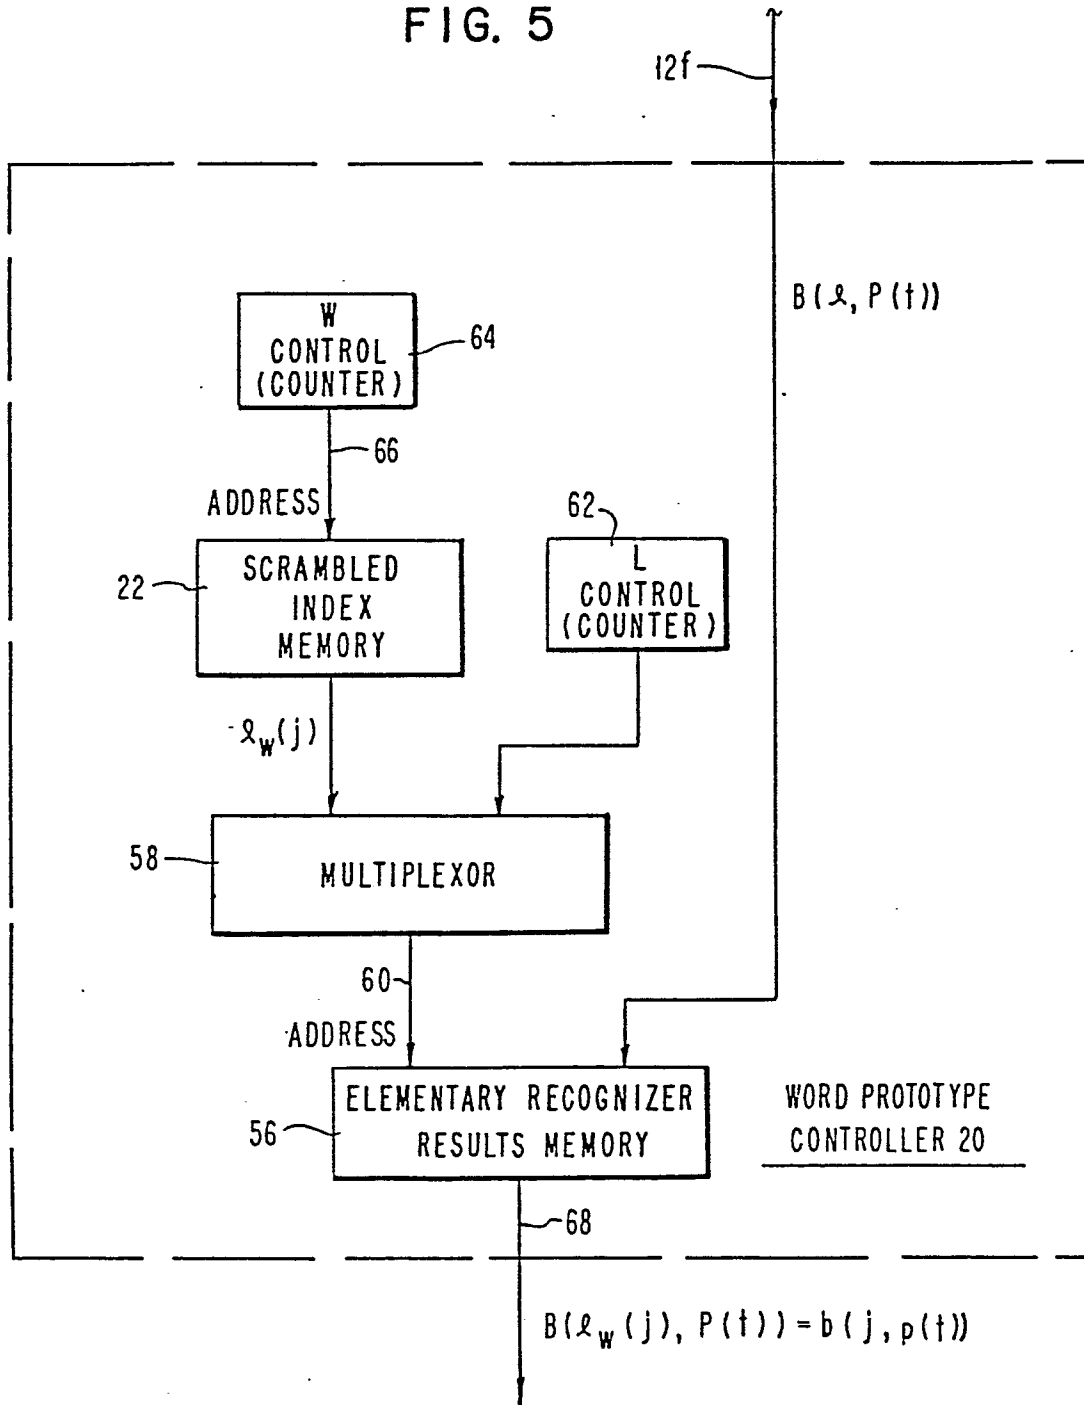 FIG. 5
12f
B(ℓ, P(t))
W
CONTROL
(COUNTER)
64
66
ADDRESS
62
L
CONTROL
(COUNTER)
22
SCRAMBLED
INDEX
MEMORY
ℓw(j)
58
MULTIPLEXOR
60
ADDRESS
ELEMENTARY RECOGNIZER
RESULTS MEMORY
56
WORD PROTOTYPE
CONTROLLER 20
68
B(ℓw(j), P(t)) = b(j, p(t))